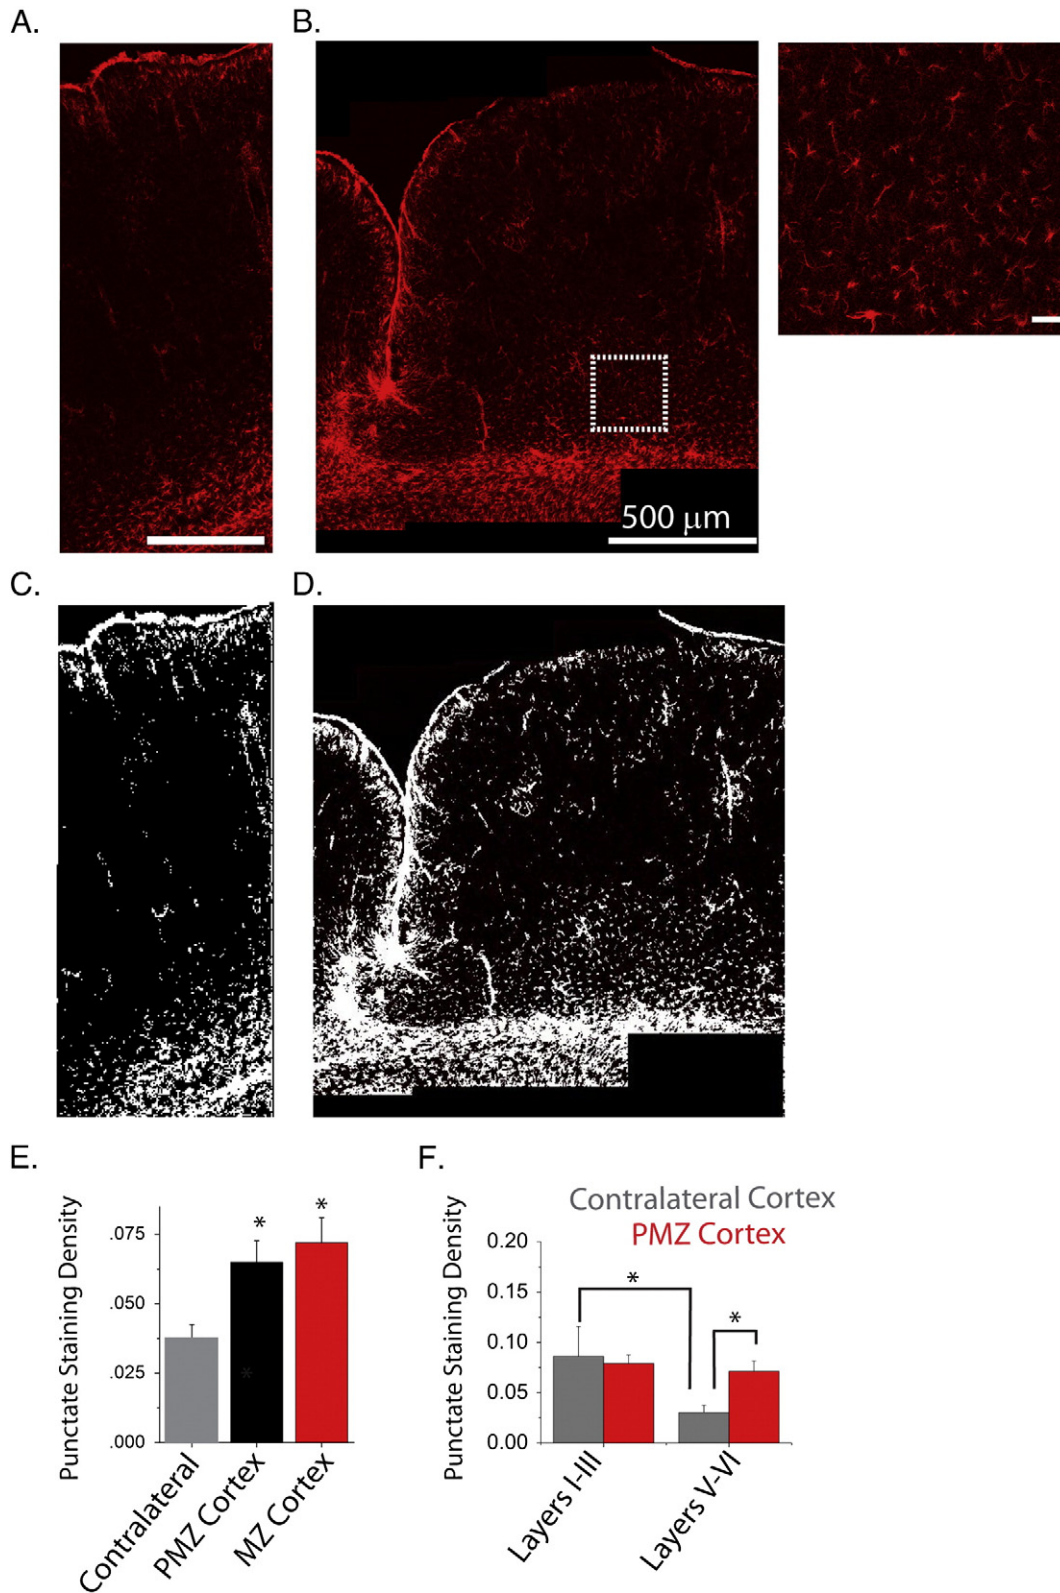 A.
B.
500 μm
C.
D.
E.
Punctate Staining Density
.075
.050
.025
.000
*
*
*
Contralateral
PMZ Cortex
MZ Cortex
F.
Contralateral Cortex
PMZ Cortex
Punctate Staining Density
0.20
0.15
0.10
0.05
0.00
*
*
Layers I-III
Layers V-VI